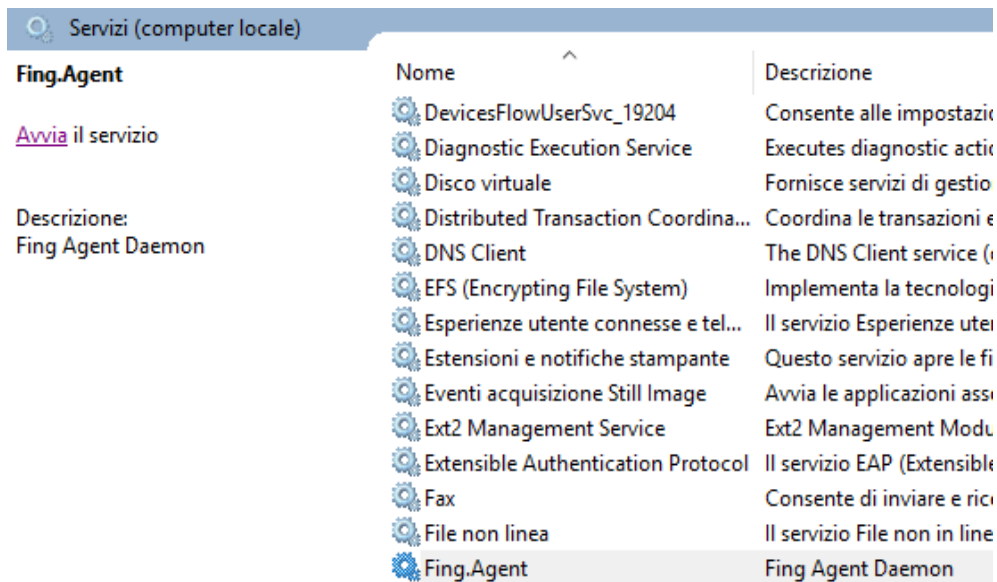 Servizi (computer locale)
Fing.Agent
Avvia il servizio
Descrizione:
Fing Agent Daemon
Nome Descrizione
DevicesFlowUserSvc_19204 Consente alle impostazio
Diagnostic Execution Service Executes diagnostic actio
Disco virtuale Fornisce servizi di gestio
Distributed Transaction Coordina... Coordina le transazioni e
DNS Client The DNS Client service (
EFS (Encrypting File System) Implementa la tecnologi
Esperienze utente connesse e tel... Il servizio Esperienze uter
Estensioni e notifiche stampante Questo servizio apre le fi
Eventi acquisizione Still Image Avvia le applicazioni asso
Ext2 Management Service Ext2 Management Modu
Extensible Authentication Protocol Il servizio EAP (Extensible
Fax Consente di inviare e rice
File non linea Il servizio File non in line
Fing.Agent Fing Agent Daemon